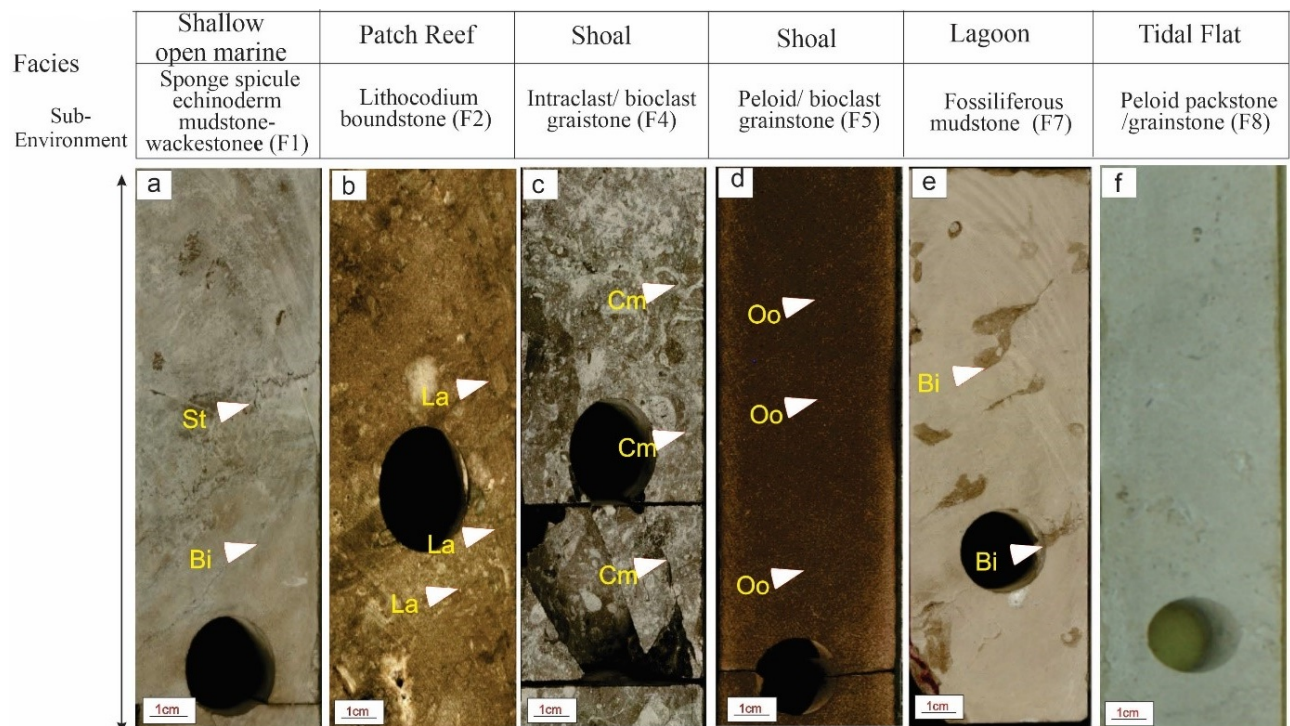 Facies
Sub-
Environment
Shallow
open marine
Patch Reef
Shoal
Shoal
Lagoon
Tidal Flat
Sponge spicule
echinoderm
mudstone-
wackestonee (F1)
Lithocodium
boundstone (F2)
Intraclast/ bioclast
graistone (F4)
Peloid/ bioclast
grainstone (F5)
Fossiliferous
mudstone (F7)
Peloid packstone
/grainstone (F8)
a
St
Bi
1cm
b
La
La
La
1cm
c
Cm
Cm
Cm
1cm
d
Oo
Oo
Oo
1cm
e
Bi
Bi
1cm
f
1cm